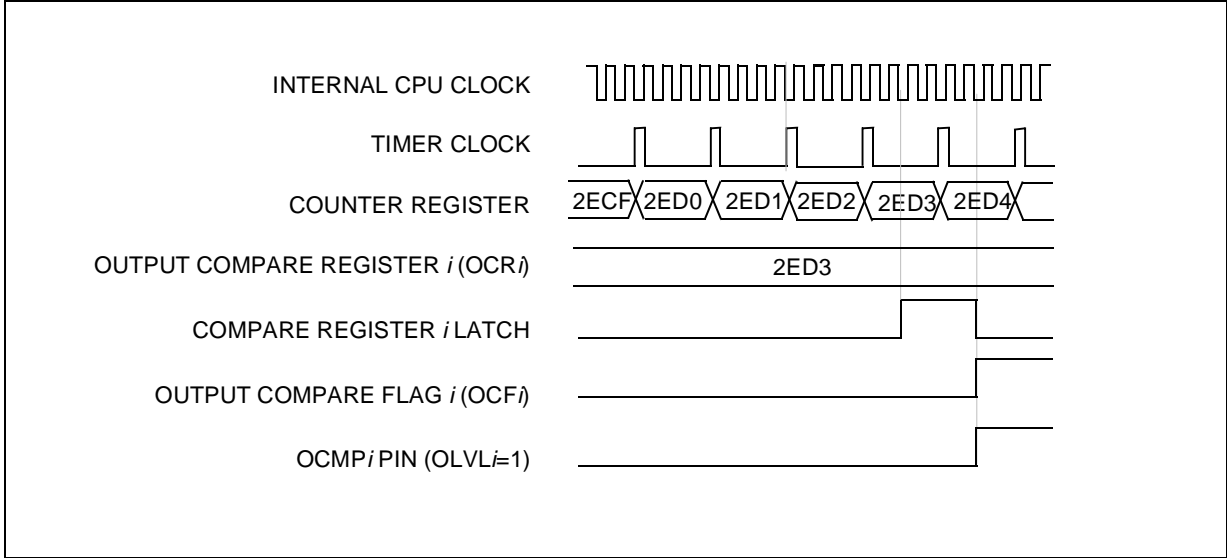 INTERNAL CPU CLOCK
TIMER CLOCK
COUNTER REGISTER 2ECF 2ED0 2ED1 2ED2 2ED3 2ED4
OUTPUT COMPARE REGISTER i (OCRi) 2ED3
COMPARE REGISTER i LATCH
OUTPUT COMPARE FLAG i (OCFi)
OCMPi PIN (OLVLi=1)